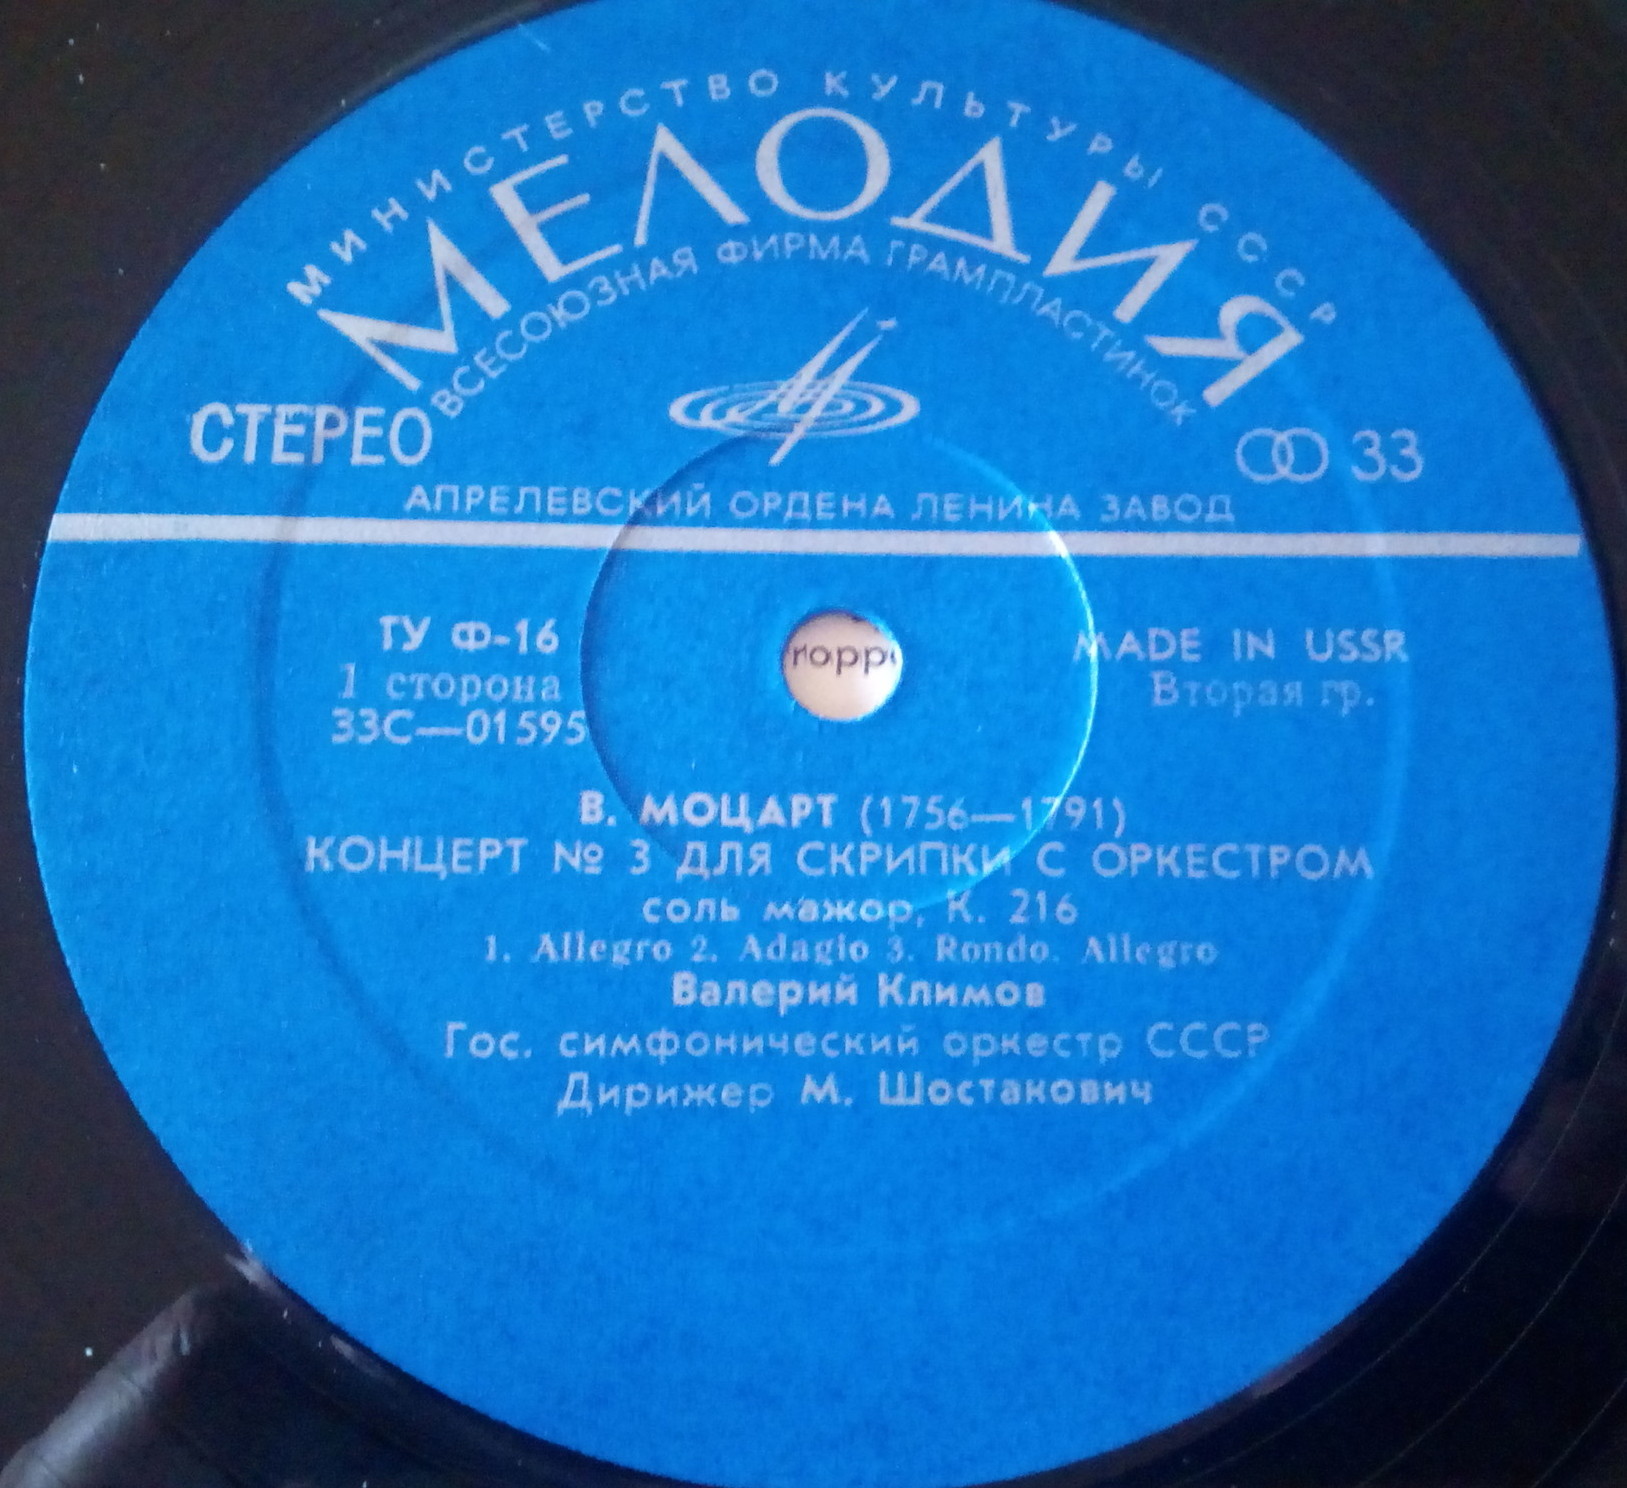 МИНИСТЕРСТВО КУЛЬТУРЫ СССР
МЕЛОДИЯ
ВСЕСОЮЗНАЯ ФИРМА ГРАМПЛАСТИНОК
СТЕРЕО
33
АПРЕЛЕВСКИЙ ОРДЕНА ЛЕНИНА ЗАВОД
ТУ Ф-16
MADE IN USSR
1 сторона
Вторая гр.
33С—01595
В. МОЦАРТ (1756—1791)
КОНЦЕРТ № 3 ДЛЯ СКРИПКИ С ОРКЕСТРОМ
соль мажор, К. 216
1. Allegro 2. Adagio 3. Rondo. Allegro
Валерий Климов
Гос. симфонический оркестр СССР
Дирижер М. Шостакович